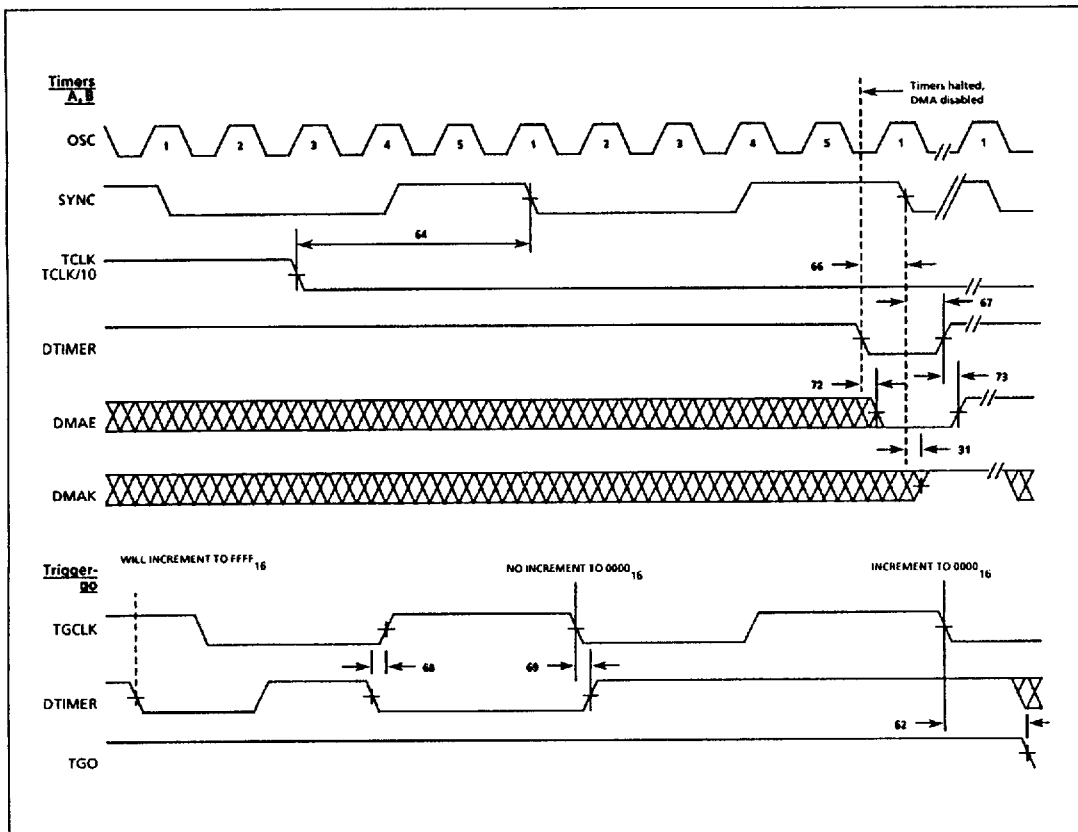 Timers
A, B
Timers halted,
DMA disabled
OSC
1 2 3 4 5 1 2 3 4 5 1 1
SYNC
64
TCLK
TCLK/10
66
67
DTIMER
72
73
DMAE
31
DMAK
Trigger-
go
WILL INCREMENT TO FFFF16
NO INCREMENT TO 000016
INCREMENT TO 000016
TGCLK
68
69
DTIMER
62
TGO